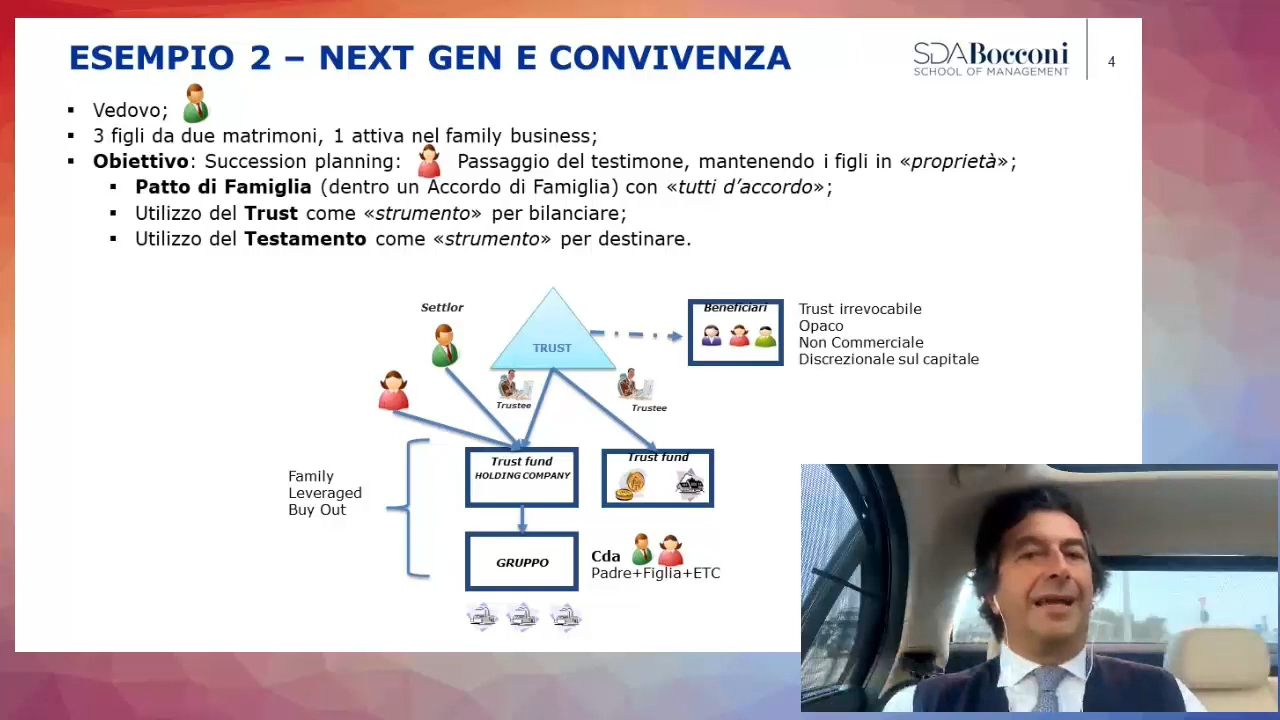 ESEMPIO 2 – NEXT GEN E CONVIVENZA
SDA Bocconi
SCHOOL OF MANAGEMENT
4
▪ Vedovo;
▪ 3 figli da due matrimoni, 1 attiva nel family business;
▪ Obiettivo: Succession planning: Passaggio del testimone, mantenendo i figli in «proprietà»;
▪ Patto di Famiglia (dentro un Accordo di Famiglia) con «tutti d’accordo»;
▪ Utilizzo del Trust come «strumento» per bilanciare;
▪ Utilizzo del Testamento come «strumento» per destinare.
Settlor
TRUST
Beneficiari
Trust irrevocabile
Opaco
Non Commerciale
Discrezionale sul capitale
Trustee
Trustee
Family
Leveraged
Buy Out
Trust fund
HOLDING COMPANY
Trust fund
GRUPPO
Cda
Padre+Figlia+ETC